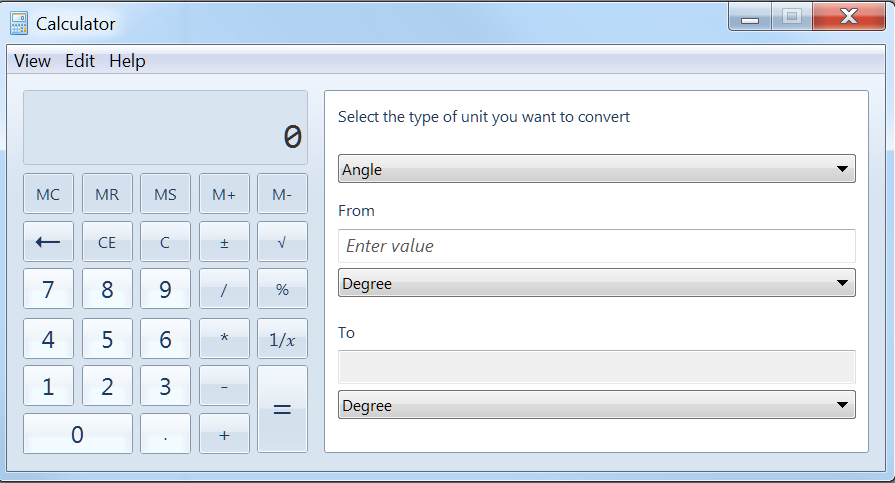 Calculator
View Edit Help
0
MC MR MS M+ M-
← CE C ± √
7 8 9 / %
4 5 6 * 1/x
1 2 3 - =
0 . +
Select the type of unit you want to convert
Angle
From
Enter value
Degree
To
Degree